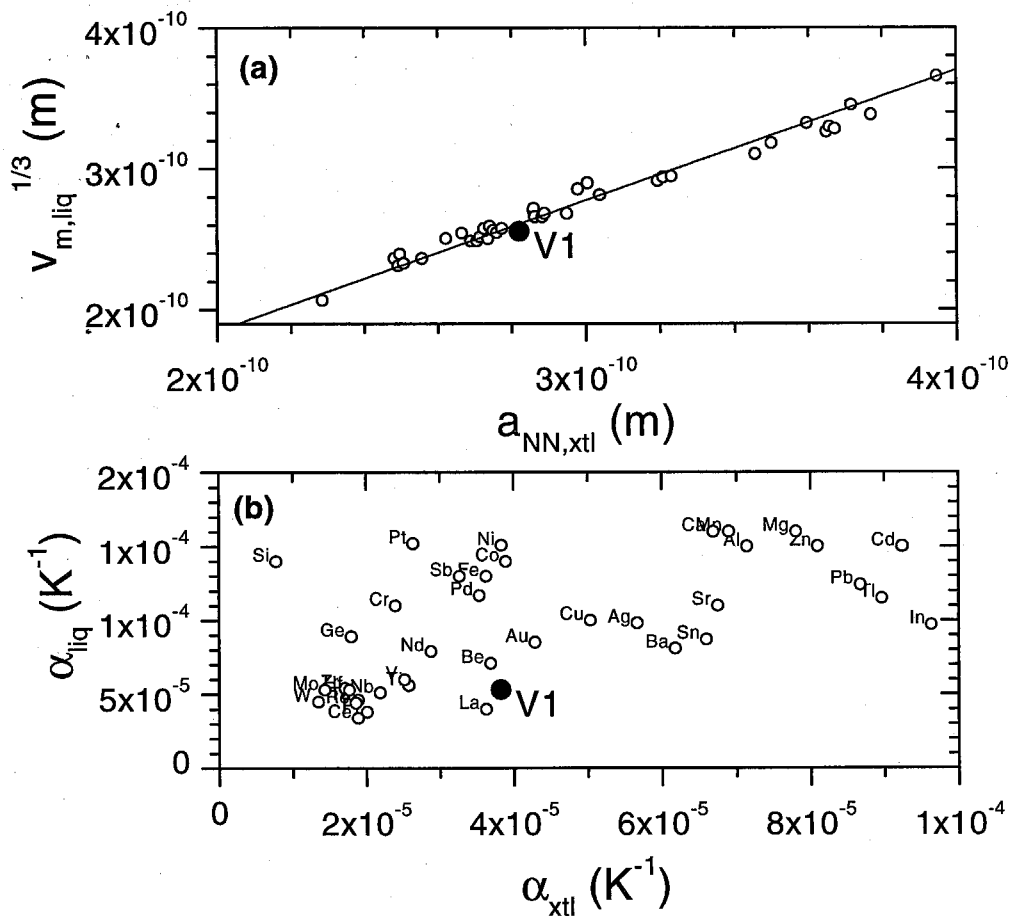 (a)
v_m,liq^1/3 (m)
4x10^-10
3x10^-10
2x10^-10
V1
2x10^-10 3x10^-10 4x10^-10
a_NN,xtl (m)
(b)
α_liq (K^-1)
2x10^-4
1x10^-4
1x10^-4
5x10^-5
0
Si Pt Ni Co Sb Fe Pd Cr Ge Nd
Ca Mn Al Mg Zn Cd Pb Tl In
Sr Sn Ba Ag Cu Au Be La
Mo Hf Nb Y W Ce
V1
0 2x10^-5 4x10^-5 6x10^-5 8x10^-5 1x10^-4
α_xtl (K^-1)